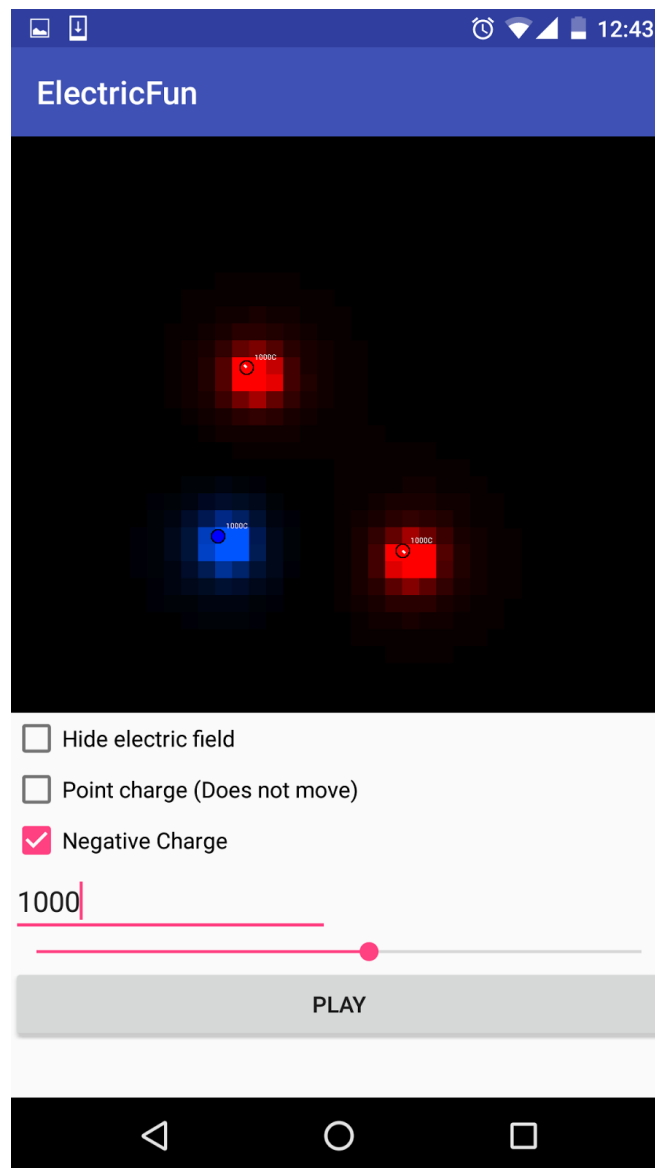 12:43
ElectricFun
1000C
1000C
1000C
Hide electric field
Point charge (Does not move)
Negative Charge
1000
PLAY